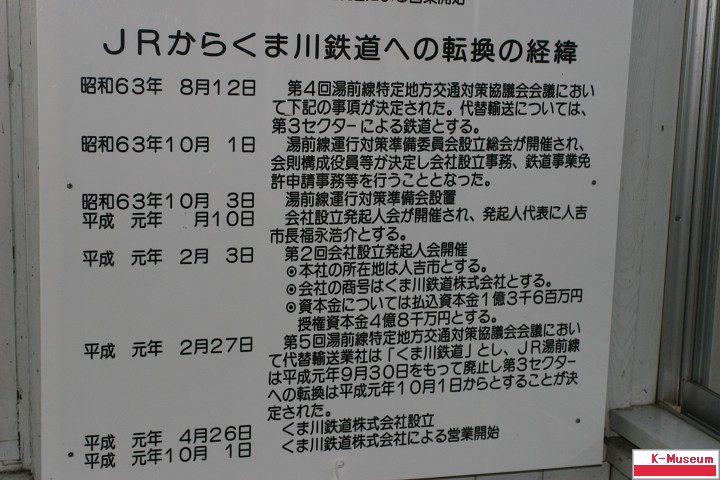 による営業開始
JRからくま川鉄道への転換の経緯
昭和63年 8月12日 第4回湯前線特定地方交通対策協議会会議におい
て下記の事項が決定された。代替輸送については、
第3セクターによる鉄道とする。
昭和63年10月 1日 湯前線運行対策準備委員会設立総会が開催され、
会則構成役員等が決定し会社設立事務、鉄道事業免
許申請事務等を行うこととなった。
昭和63年10月 3日 湯前線運行対策準備会設置
平成 元年 月10日 会社設立発起人会が開催され、発起人代表に人吉
市長福永浩介とする。
平成 元年 2月 3日 第2回会社設立発起人会開催
◎本社の所在地は人吉市とする。
◎会社の商号はくま川鉄道株式会社とする。
◎資本金については払込資本金1億3千6百万円
授権資本金4億8千万円とする。
平成 元年 2月27日 第5回湯前線特定地方交通対策協議会会議におい
て代替輸送業社は「くま川鉄道」とし、JR湯前線
は平成元年9月30日をもって廃止し第3セクター
への転換は平成元年10月1日からとすることが決
定された。
平成 元年 4月26日 くま川鉄道株式会社設立
平成 元年10月 1日 くま川鉄道株式会社による営業開始
K-Museum